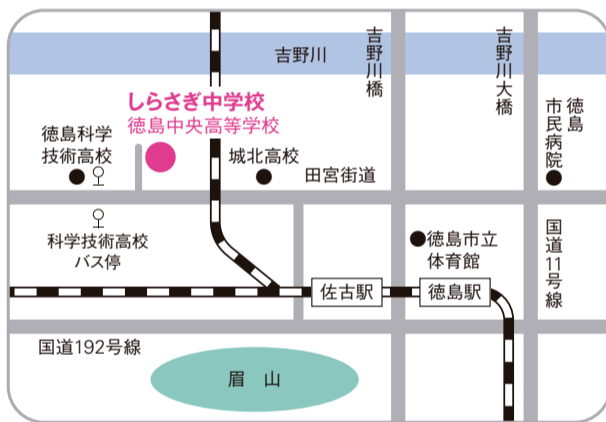 吉野川
吉野川橋
吉野川大橋
しらさぎ中学校
徳島中央高等学校
徳島科学
技術高校
城北高校
田宮街道
徳島
市民病院
科学技術高校
バス停
徳島市立
体育館
国道11号線
佐古駅
徳島駅
国道192号線
眉 山